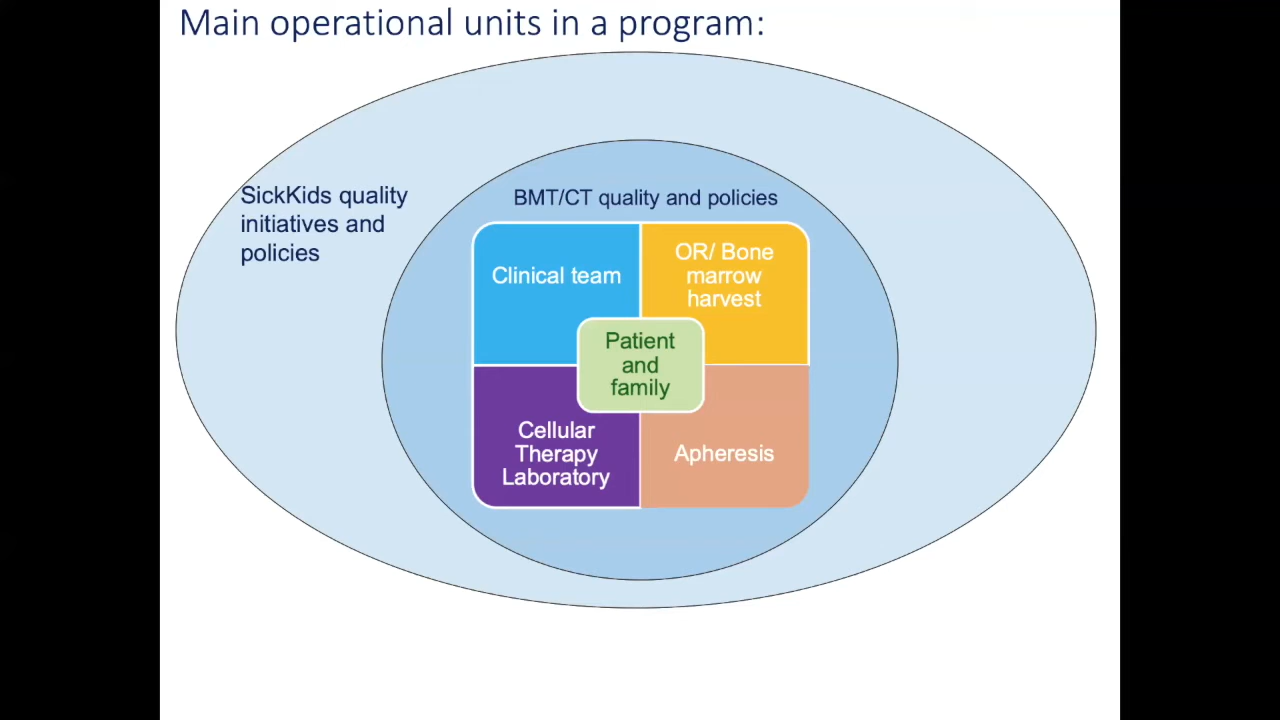 Main operational units in a program:
SickKids quality
initiatives and
policies
BMT/CT quality and policies
Clinical team
OR/ Bone
marrow
harvest
Patient
and
family
Cellular
Therapy
Laboratory
Apheresis